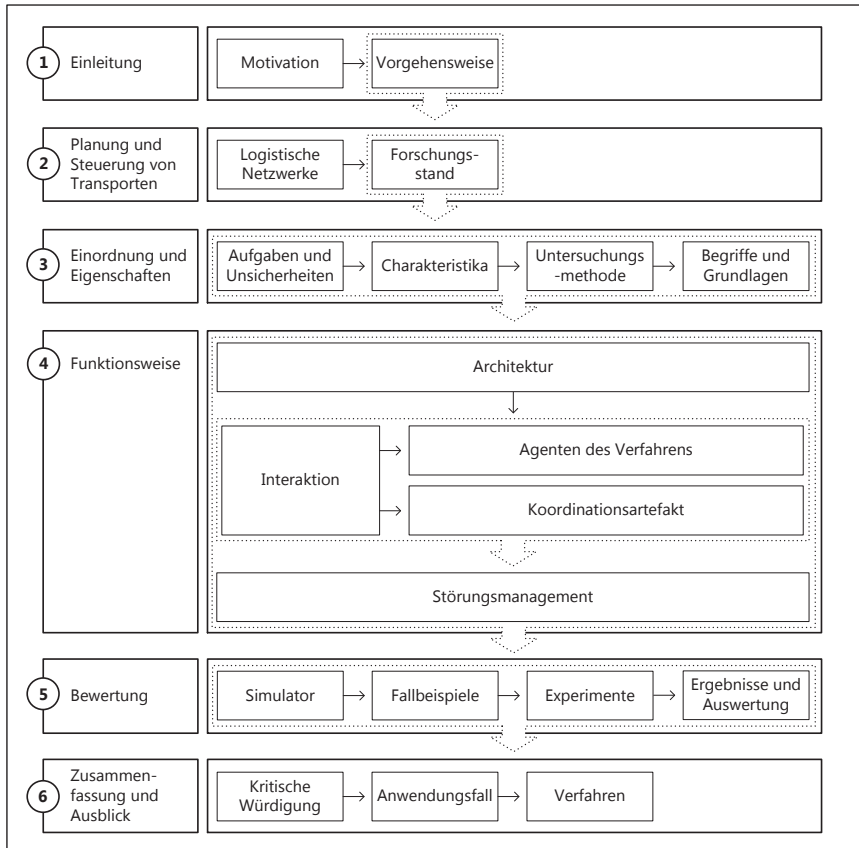 1
Einleitung
Motivation
Vorgehensweise
2
Planung und
Steuerung von
Transporten
Logistische
Netzwerke
Forschungs-
stand
3
Einordnung und
Eigenschaften
Aufgaben und
Unsicherheiten
Charakteristika
Untersuchungs
-methode
Begriffe und
Grundlagen
4
Funktionsweise
Architektur
Interaktion
Agenten des Verfahrens
Koordinationsartefakt
Störungsmanagement
5
Bewertung
Simulator
Fallbeispiele
Experimente
Ergebnisse und
Auswertung
6
Zusammen-
fassung und
Ausblick
Kritische
Würdigung
Anwendungsfall
Verfahren